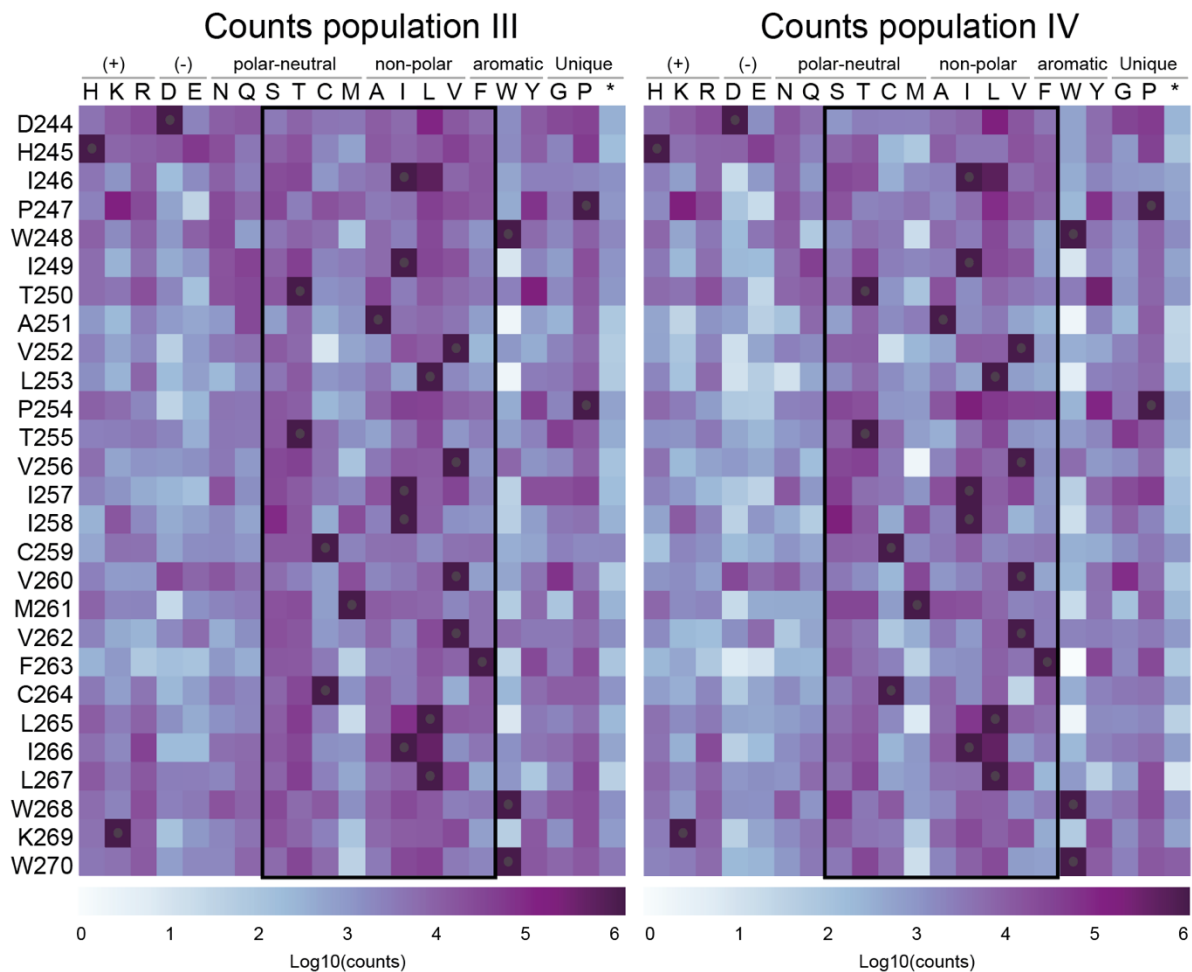 Counts population III Counts population IV
(+) (-) polar-neutral non-polar aromatic Unique (+) (-) polar-neutral non-polar aromatic Unique
H K R D E N Q S T C M A I L V F W Y G P * H K R D E N Q S T C M A I L V F W Y G P *
D244
H245
I246
P247
W248
I249
T250
A251
V252
L253
P254
T255
V256
I257
I258
C259
V260
M261
V262
F263
C264
L265
I266
L267
W268
K269
W270
0 1 2 3 4 5 6 0 1 2 3 4 5 6
Log10(counts) Log10(counts)